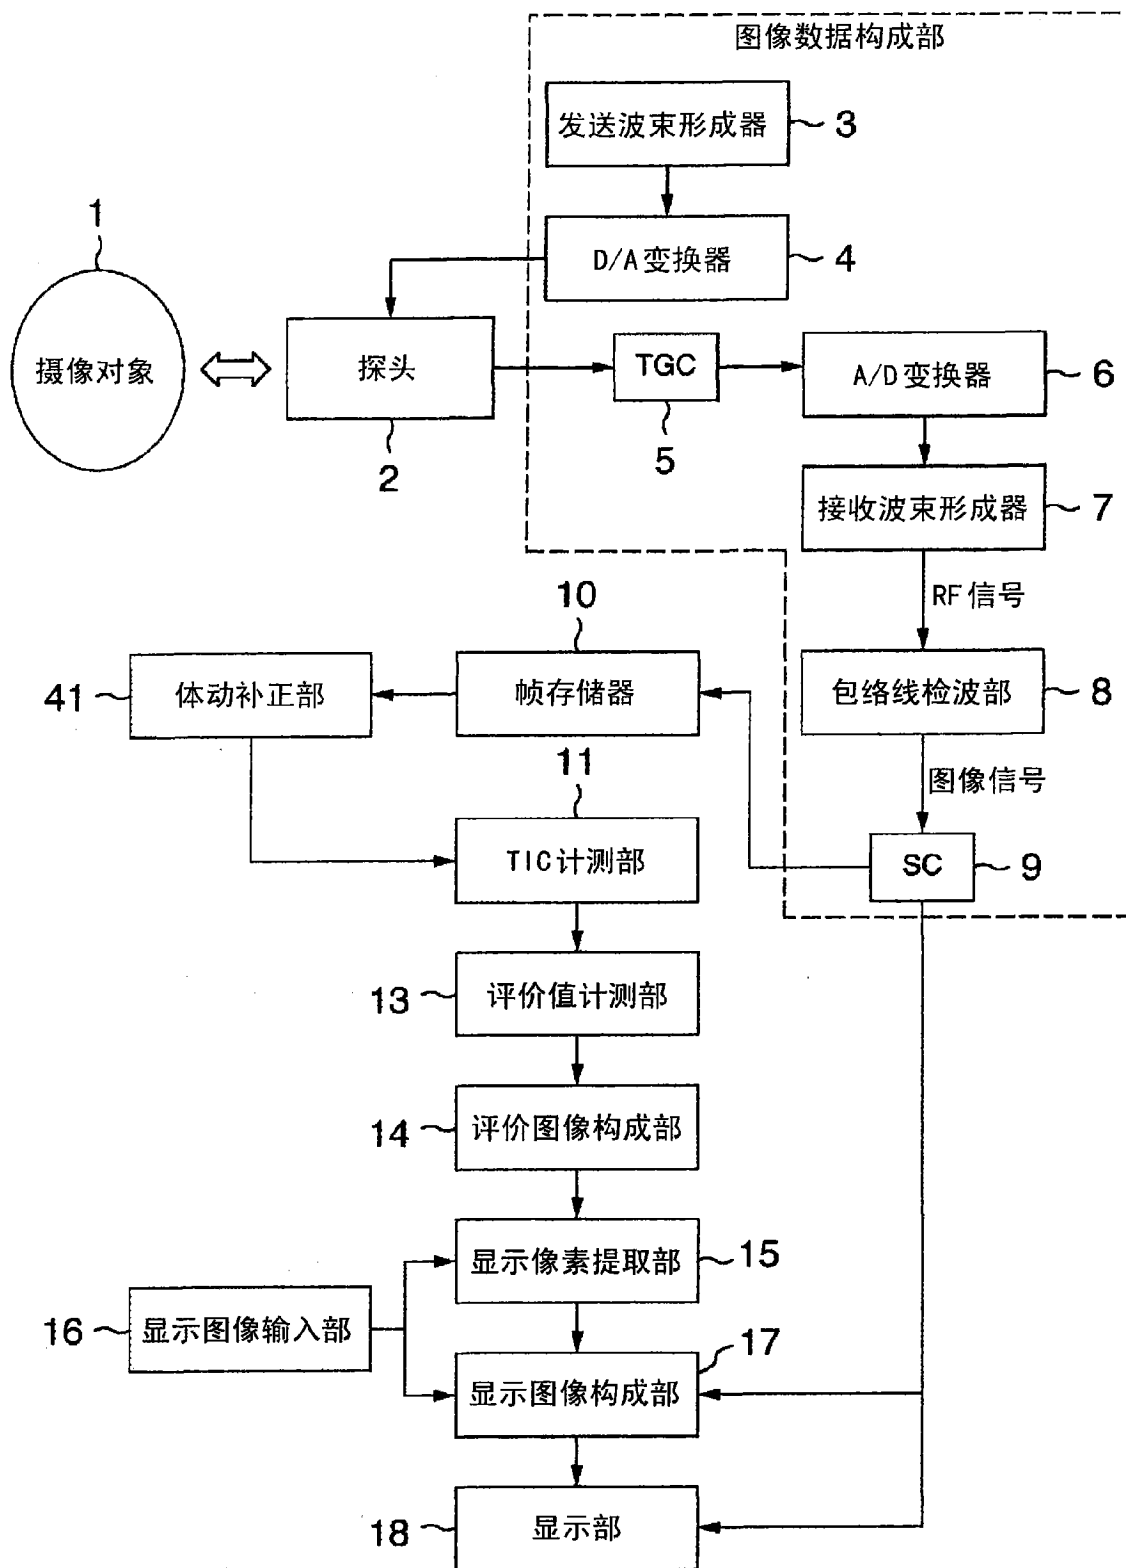 图像数据构成部
发送波束形成器
3
1
D/A变换器
4
摄像对象
探头
TGC
A/D变换器
6
2
5
接收波束形成器
7
RF信号
10
41
体动补正部
帧存储器
包络线检波部
8
11
图像信号
TIC计测部
SC
9
13
评价值计测部
14
评价图像构成部
显示像素提取部
15
16
显示图像输入部
17
显示图像构成部
18
显示部